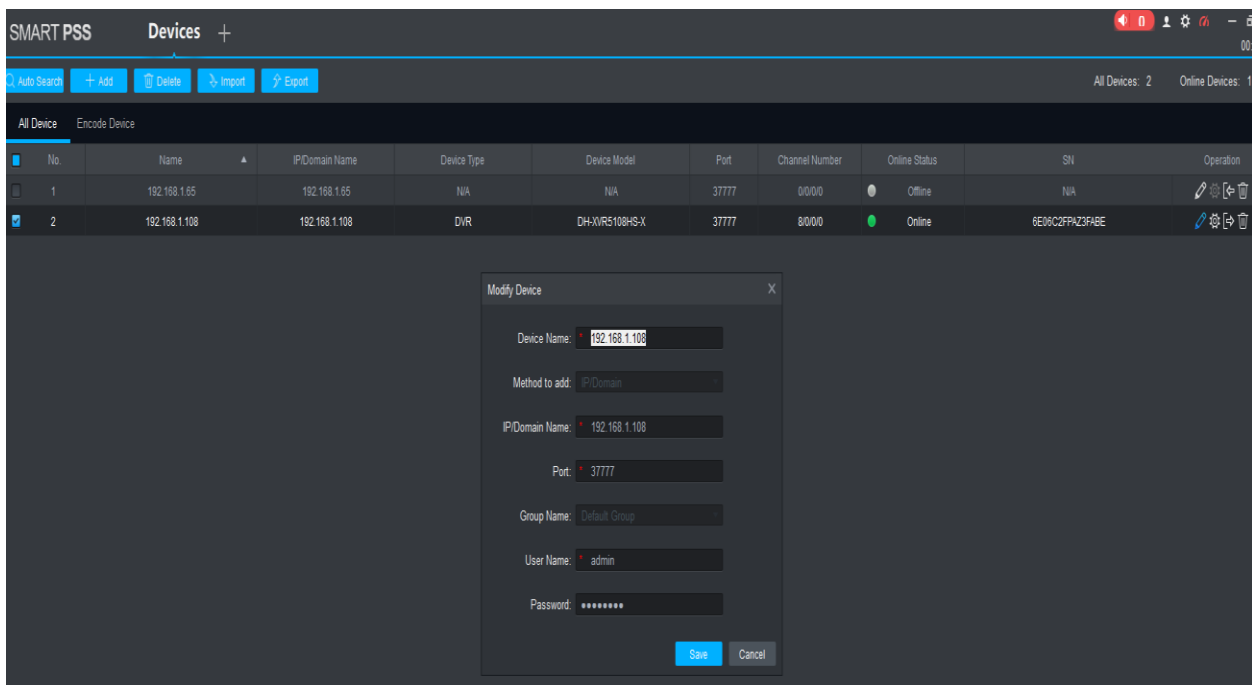 SMART PSS Devices + 0
00:
Auto Search + Add Delete Import Export All Devices: 2 Online Devices: 1
All Device Encode Device
No. Name IP/Domain Name Device Type Device Model Port Channel Number Online Status SN Operation
1 192.168.1.65 192.168.1.65 N/A N/A 37777 0/0/0/0 Offline N/A
2 192.168.1.108 192.168.1.108 DVR DH-XVR5108HS-X 37777 8/0/0/0 Online 6E06C2FPAZ3FABE
Modify Device X
Device Name: * 192.168.1.108
Method to add: IP/Domain
IP/Domain Name: * 192.168.1.108
Port: * 37777
Group Name: Default Group
User Name: * admin
Password: ••••••••
Save Cancel